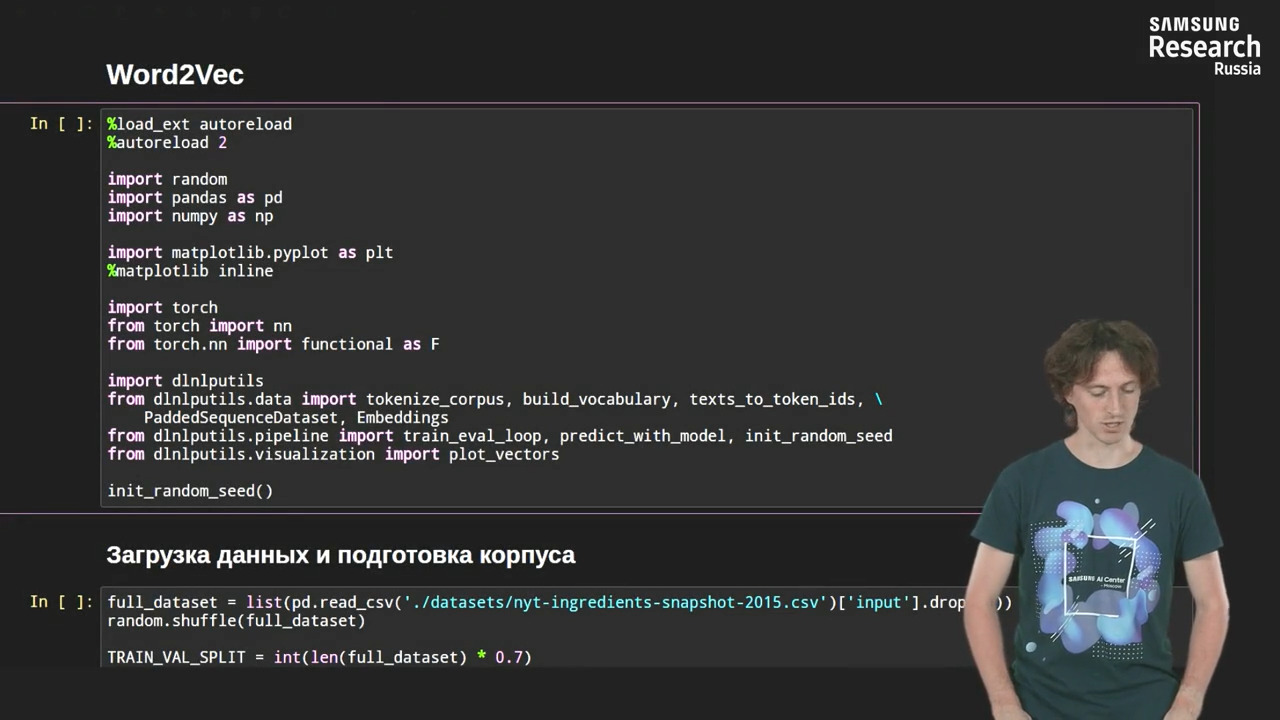 SAMSUNG
Research
Russia
Word2Vec
In [ ]:
%load_ext autoreload
%autoreload 2
import random
import pandas as pd
import numpy as np
import matplotlib.pyplot as plt
%matplotlib inline
import torch
from torch import nn
from torch.nn import functional as F
import dlnlputils
from dlnlputils.data import tokenize_corpus, build_vocabulary, texts_to_token_ids, \
PaddedSequenceDataset, Embeddings
from dlnlputils.pipeline import train_eval_loop, predict_with_model, init_random_seed
from dlnlputils.visualization import plot_vectors
init_random_seed()
SAMSUNG AI Center
- Moscow
Загрузка данных и подготовка корпуса
In [ ]:
full_dataset = list(pd.read_csv('./datasets/nyt-ingredients-snapshot-2015.csv')['input'].drop ))
random.shuffle(full_dataset)
TRAIN_VAL_SPLIT = int(len(full_dataset) * 0.7)